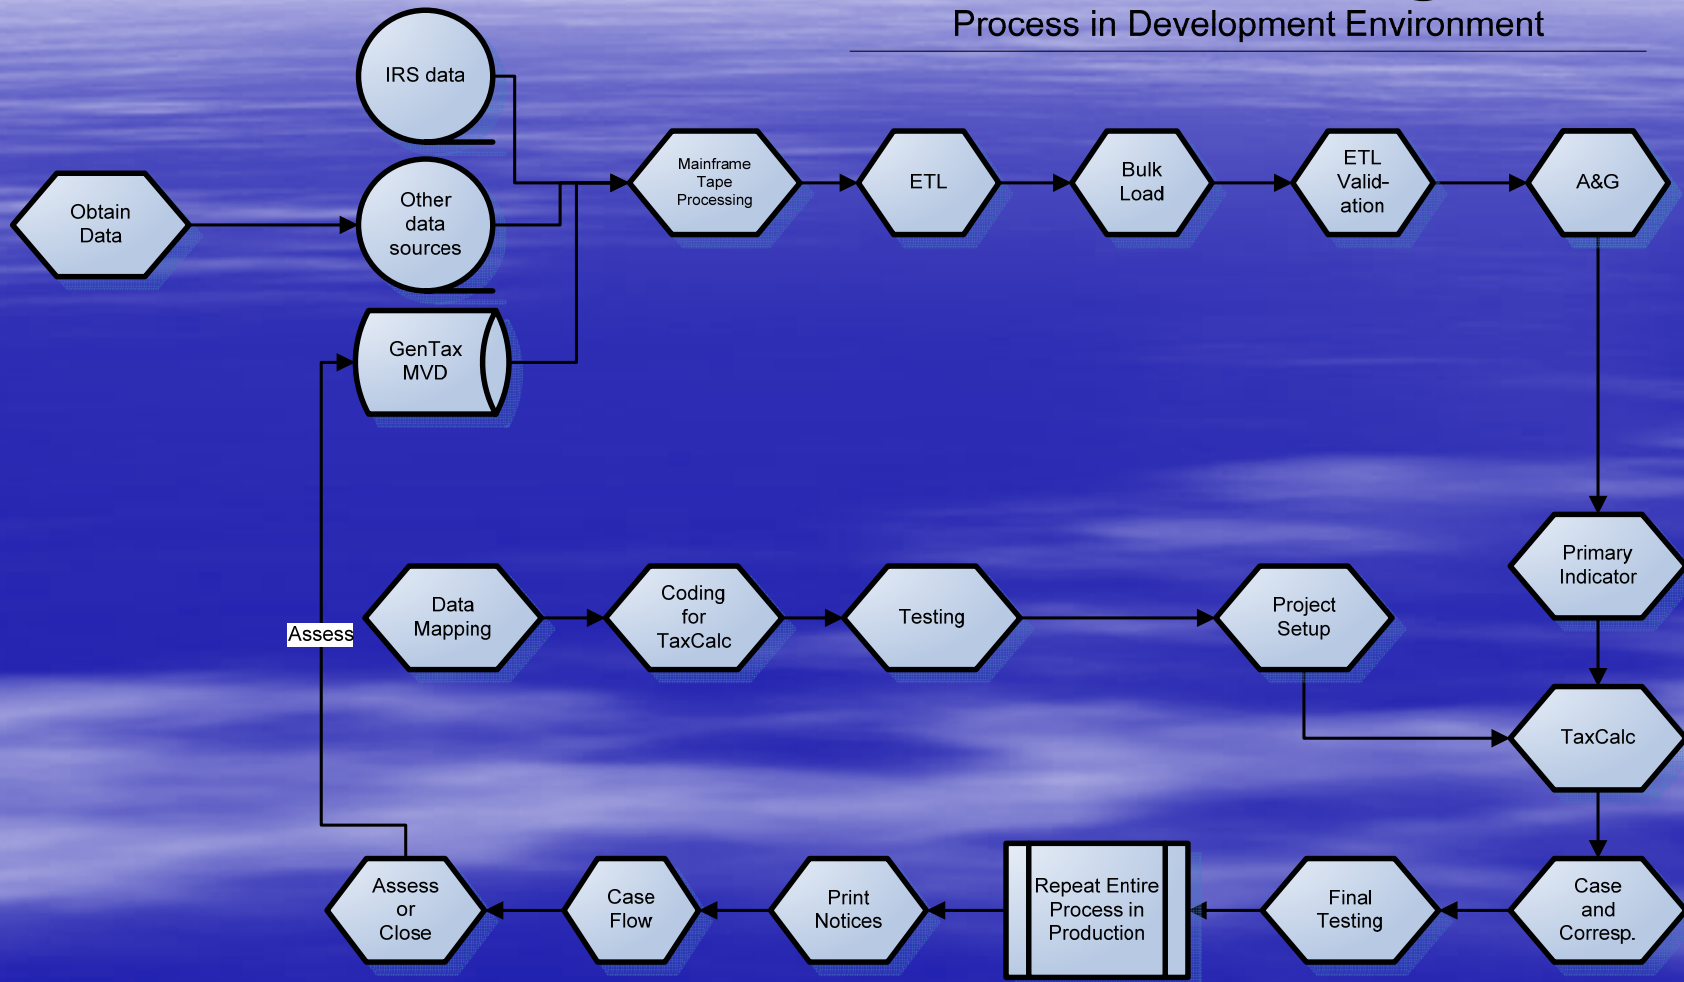 Process in Development Environment
IRS data
Obtain
Data
Other
data
sources
GenTax
MVD
Mainframe
Tape
Processing
ETL
Bulk
Load
ETL
Valid-
ation
A&G
Primary
Indicator
Assess
Data
Mapping
Coding
for
TaxCalc
Testing
Project
Setup
TaxCalc
Assess
or
Close
Case
Flow
Print
Notices
Repeat Entire
Process in
Production
Final
Testing
Case
and
Corresp.